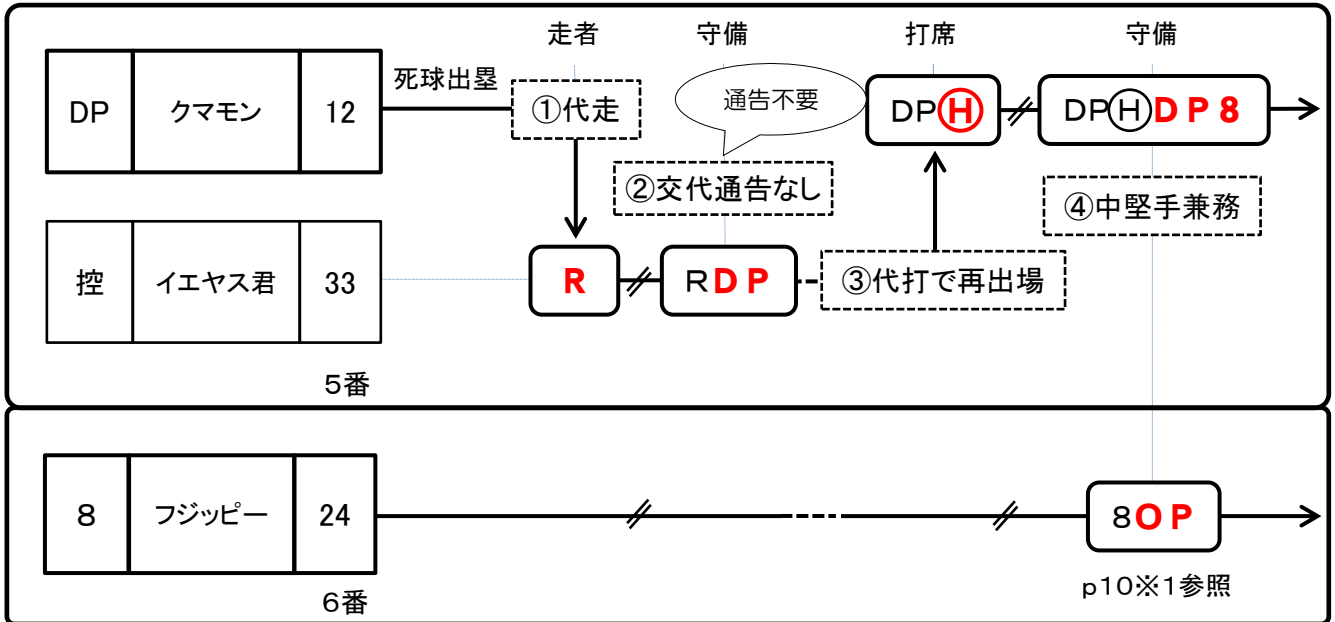 走者 守備 打席 守備
DP クマモン 12 死球出塁 ①代走 通告不要 DPⒽ DPⒽDP8
②交代通告なし ④中堅手兼務
控 イエヤス君 33 R RDP ③代打で再出場
5番
8 フジッピー 24 8OP
p10※1参照
6番